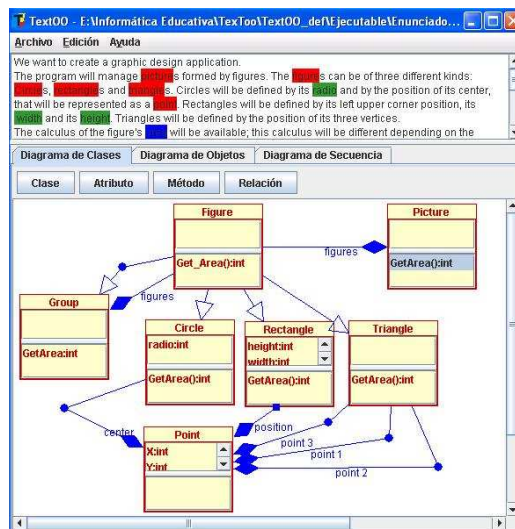 TextOO - E:\Informática Educativa\TexToo\TextOO_def\Ejecutable\Enunciado...
Archivo Edición Ayuda
We want to create a graphic design application.
The program will manage pictures formed by figures. The figures can be of three different kinds:
Circles, rectangles and triangles. Circles will be defined by its radio and by the position of its center,
that will be represented as a point. Rectangles will be defined by its left upper corner position, its
width and its height. Triangles will be defined by the position of its three vertices.
The calculus of the figure's area will be available; this calculus will be different depending on the
Diagrama de Clases Diagrama de Objetos Diagrama de Secuencia
Clase Atributo Método Relación
Figure
Get_Area():int
Picture
GetArea():int
figures
figures
Group
GetArea:int
Circle
radio:int
GetArea():int
Rectangle
height:int
width:int
GetArea():int
Triangle
GetArea():int
center
position
Point
X:int
Y:int
point 3
point 1
point 2